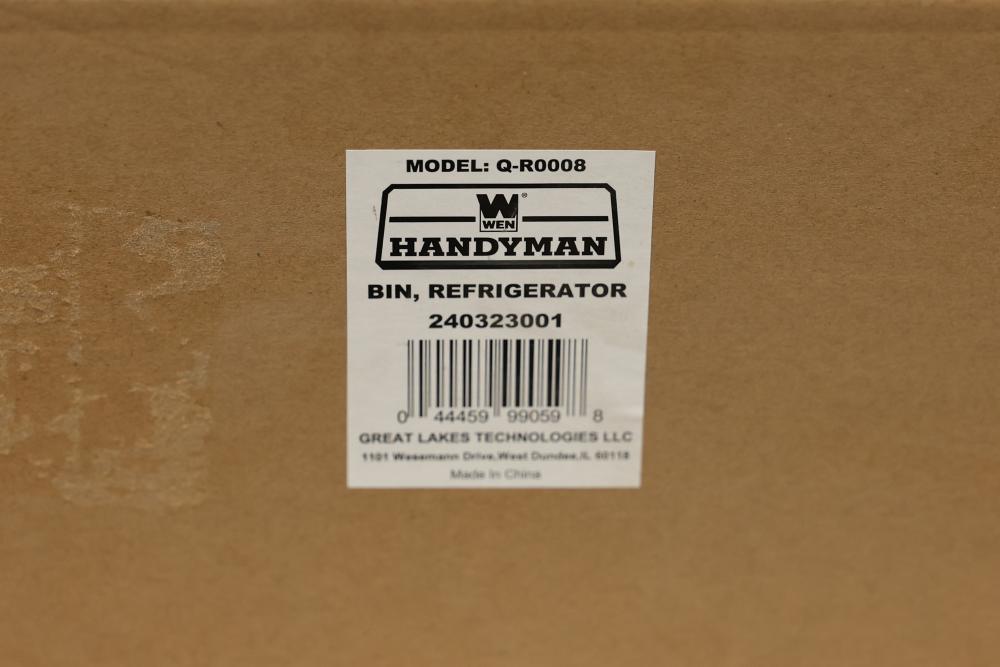 MODEL: Q-R0008
W®
WEN
HANDYMAN
BIN, REFRIGERATOR
240323001
0 44459 99059 8
GREAT LAKES TECHNOLOGIES LLC
1101 Wesemann Drive,West Dundee,IL 60118
Made In China